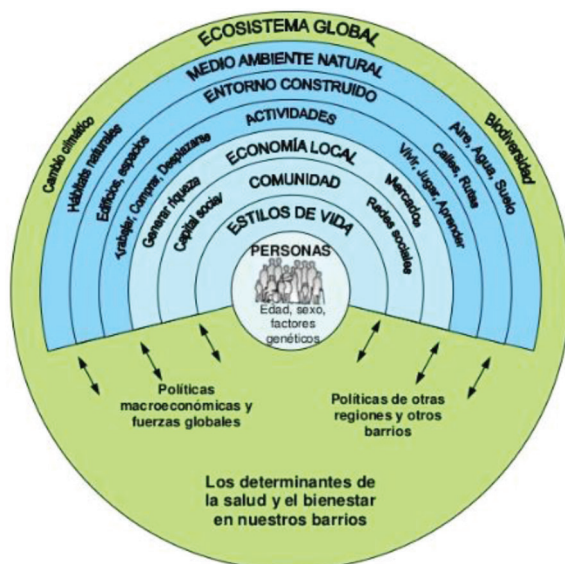 ECOSISTEMA GLOBAL
MEDIO AMBIENTE NATURAL
ENTORNO CONSTRUIDO
ACTIVIDADES
ECONOMÍA LOCAL
COMUNIDAD
ESTILOS DE VIDA
PERSONAS
Edad, sexo,
factores
genéticos
Cambio climático
Hábitats naturales
Edificios, espacios
Trabajar, Comprar, Desplazarse
Generar riqueza
Capital social
Biodiversidad
Aire, Agua, Suelo
Calles, Rutas
Vivir, Jugar, Aprender
Mercados
Redes sociales
Políticas
macroeconómicas y
fuerzas globales
Políticas de otras
regiones y otros
barrios
Los determinantes de
la salud y el bienestar
en nuestros barrios